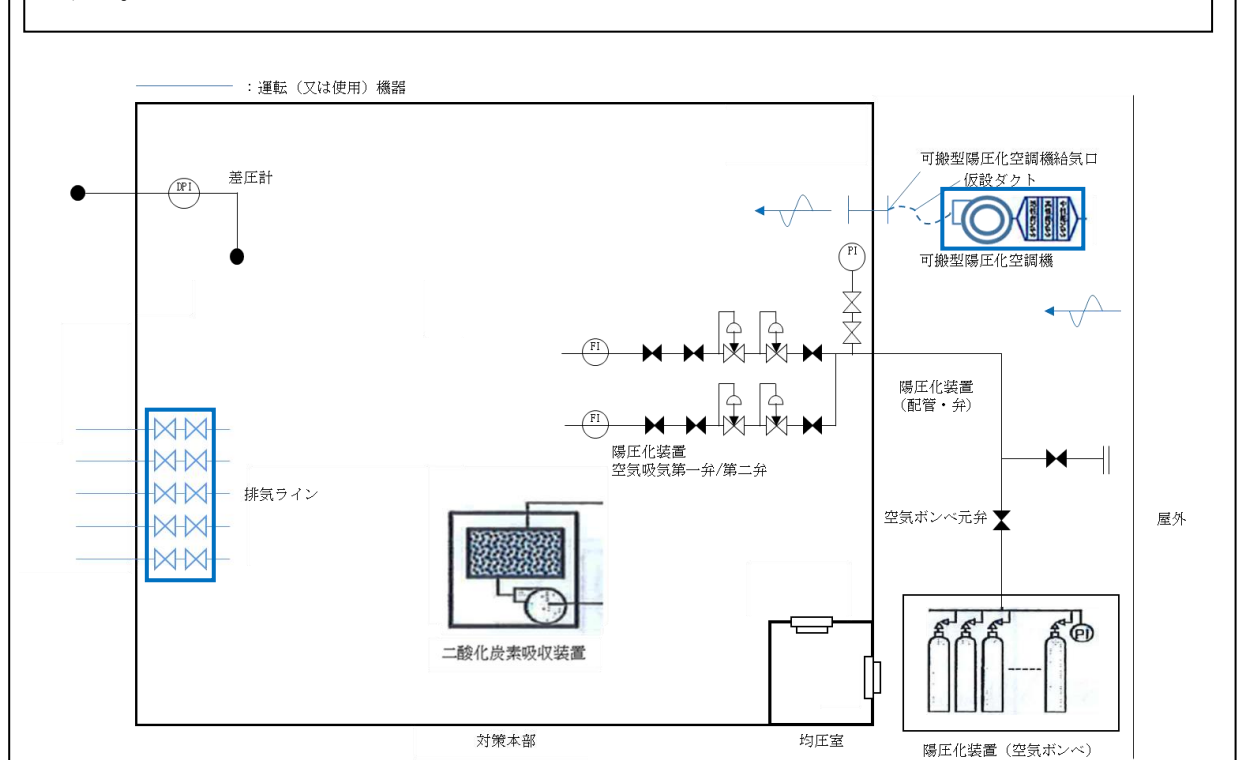 ：運転（又は使用）機器
可搬型陽圧化空調機給気口
仮設ダクト
差圧計
DPI
可搬型陽圧化空調機
PI
FI
陽圧化装置
（配管・弁）
FI
陽圧化装置
空気吸気第一弁/第二弁
排気ライン
空気ボンベ元弁
屋外
PI
二酸化炭素吸収装置
対策本部
均圧室
陽圧化装置（空気ボンベ）